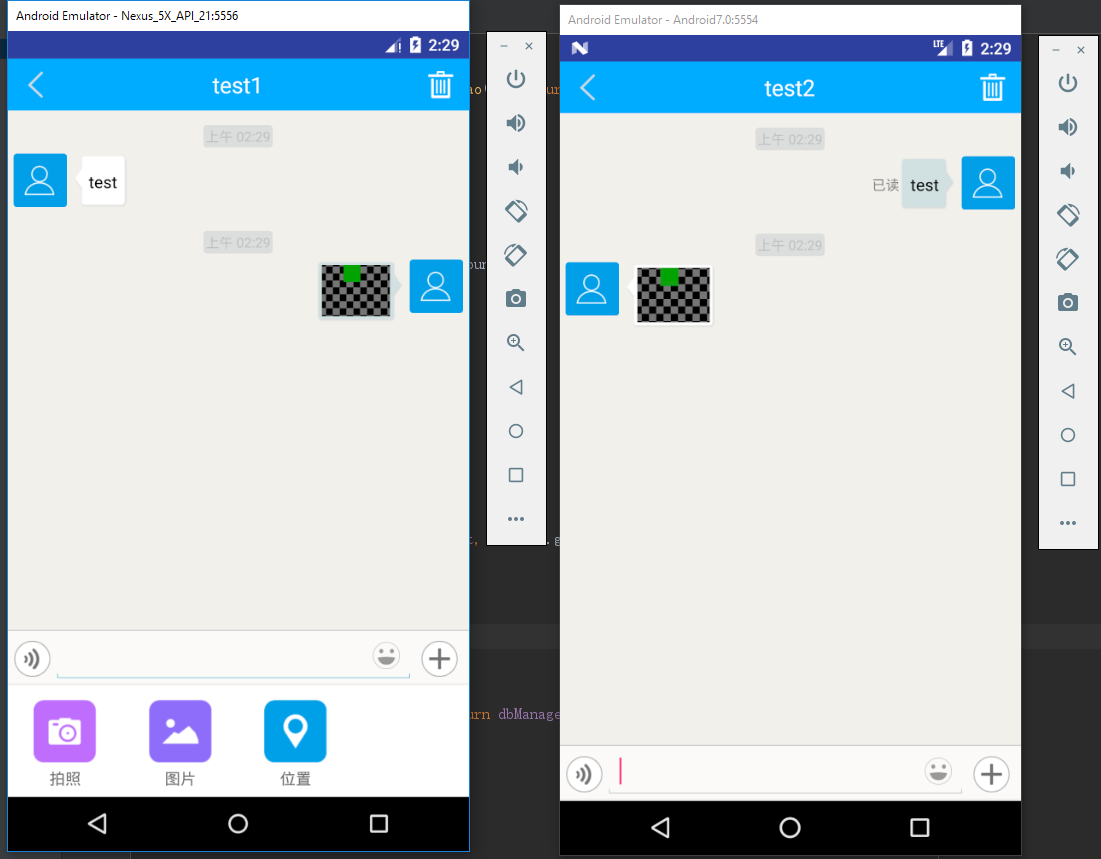 Android Emulator - Nexus_5X_API_21:5556
2:29
test1
上午 02:29
test
上午 02:29
拍照
图片
位置
Android Emulator - Android7.0:5554
LTE
2:29
test2
上午 02:29
已读
test
上午 02:29
urn dbManage